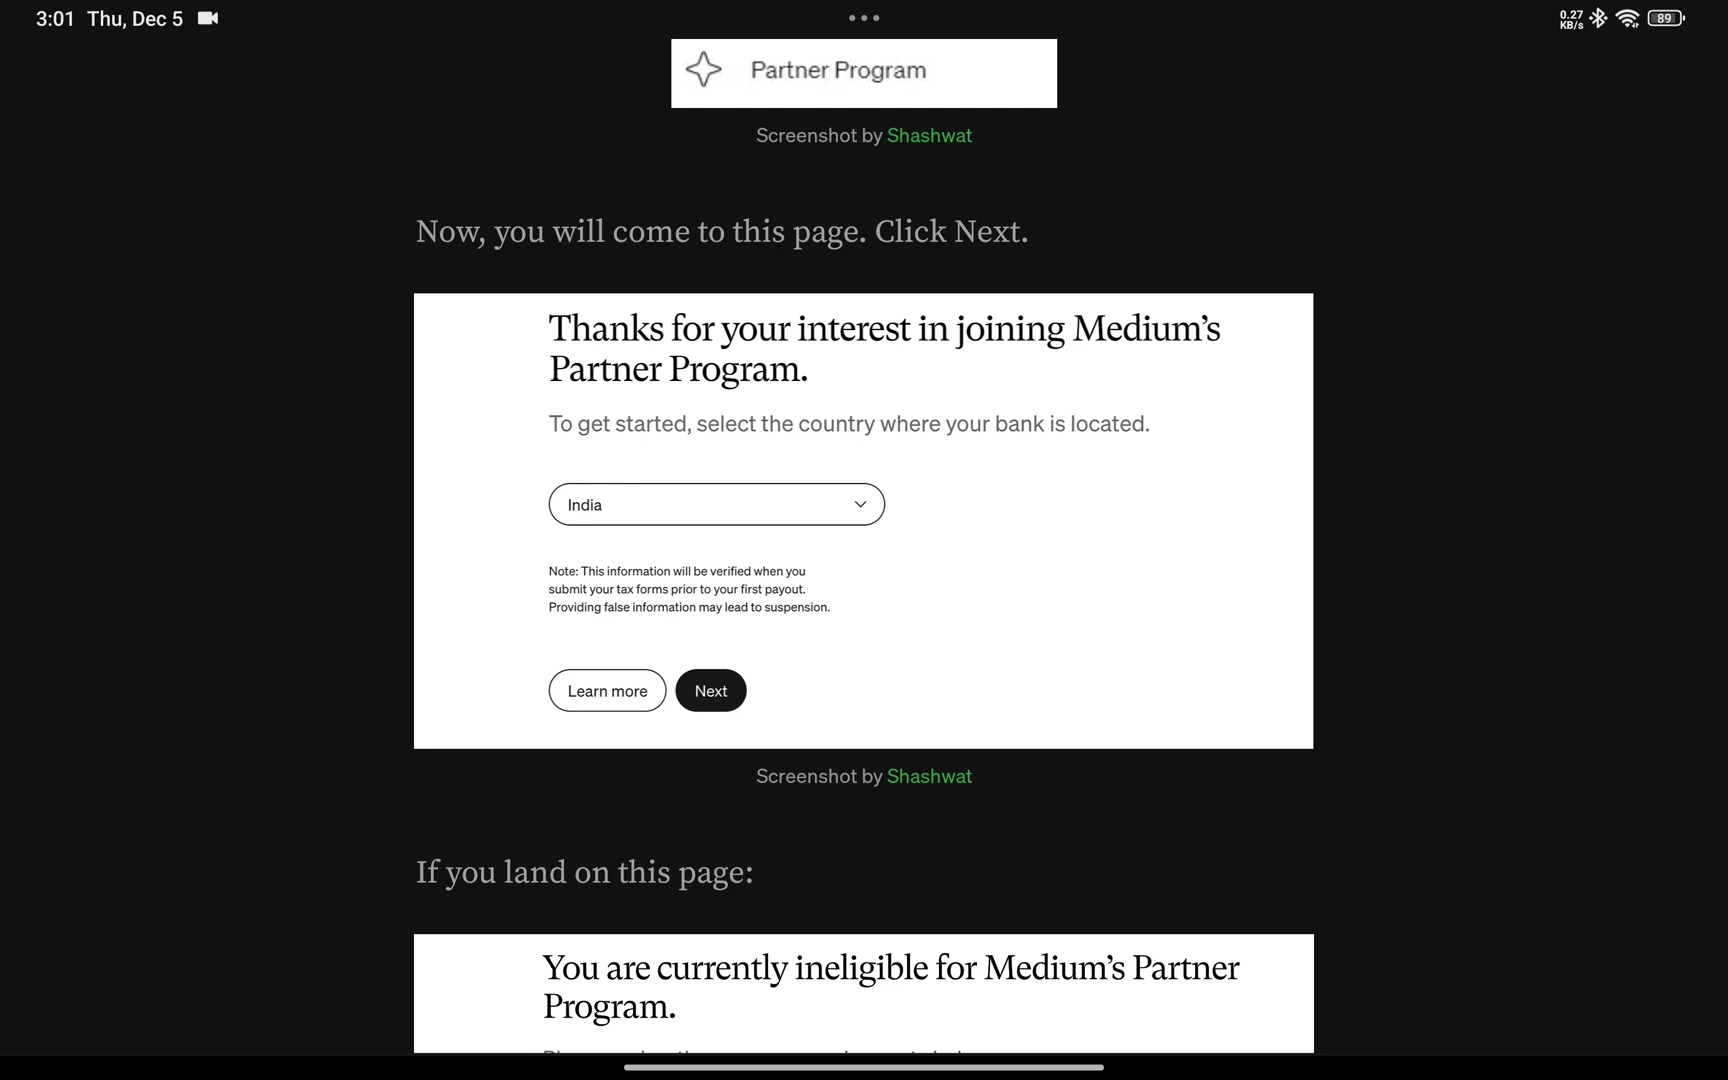 3:01 Thu, Dec 5
0.27
KB/s
89
Partner Program
Screenshot by Shashwat
Now, you will come to this page. Click Next.
Thanks for your interest in joining Medium’s
Partner Program.
To get started, select the country where your bank is located.
India
Note: This information will be verified when you
submit your tax forms prior to your first payout.
Providing false information may lead to suspension.
Learn more
Next
Screenshot by Shashwat
If you land on this page:
You are currently ineligible for Medium’s Partner
Program.